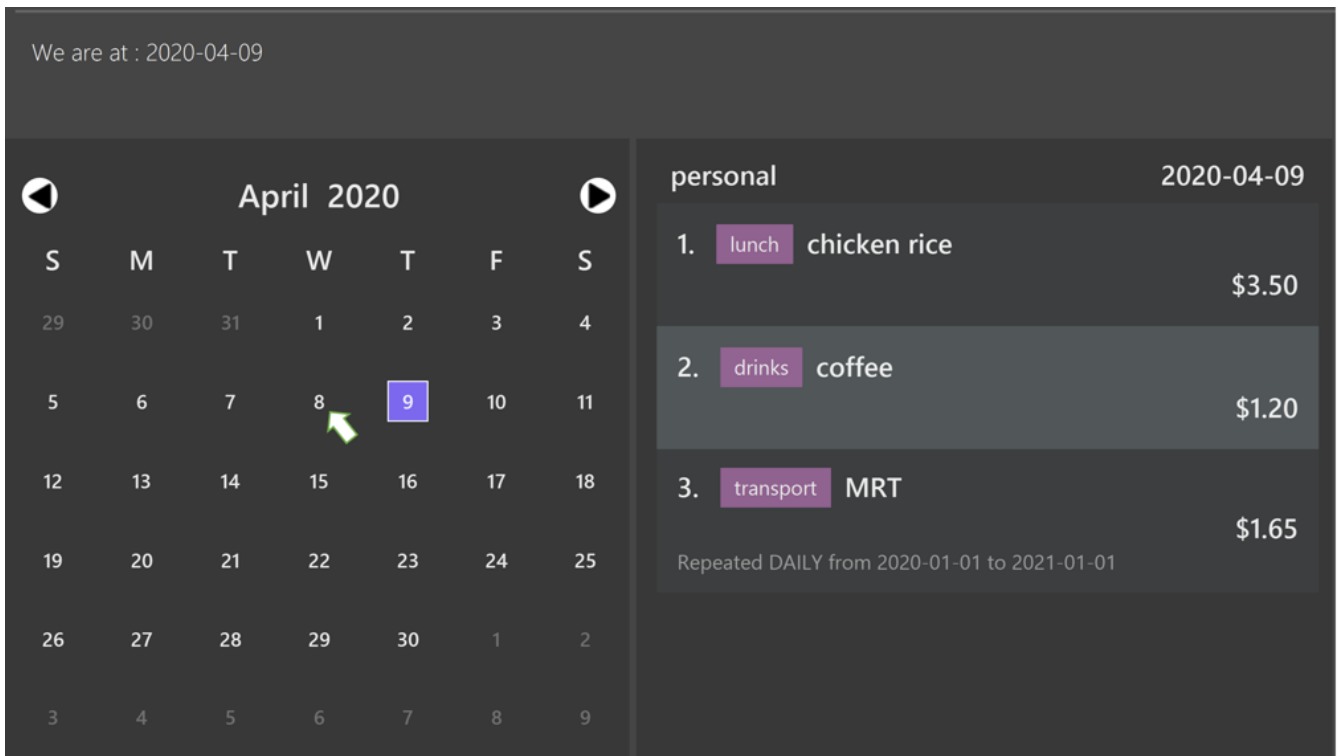 We are at : 2020-04-09
April 2020
S M T W T F S
29 30 31 1 2 3 4
5 6 7 8 9 10 11
12 13 14 15 16 17 18
19 20 21 22 23 24 25
26 27 28 29 30 1 2
3 4 5 6 7 8 9
personal 2020-04-09
1. lunch chicken rice
$3.50
2. drinks coffee
$1.20
3. transport MRT
$1.65
Repeated DAILY from 2020-01-01 to 2021-01-01